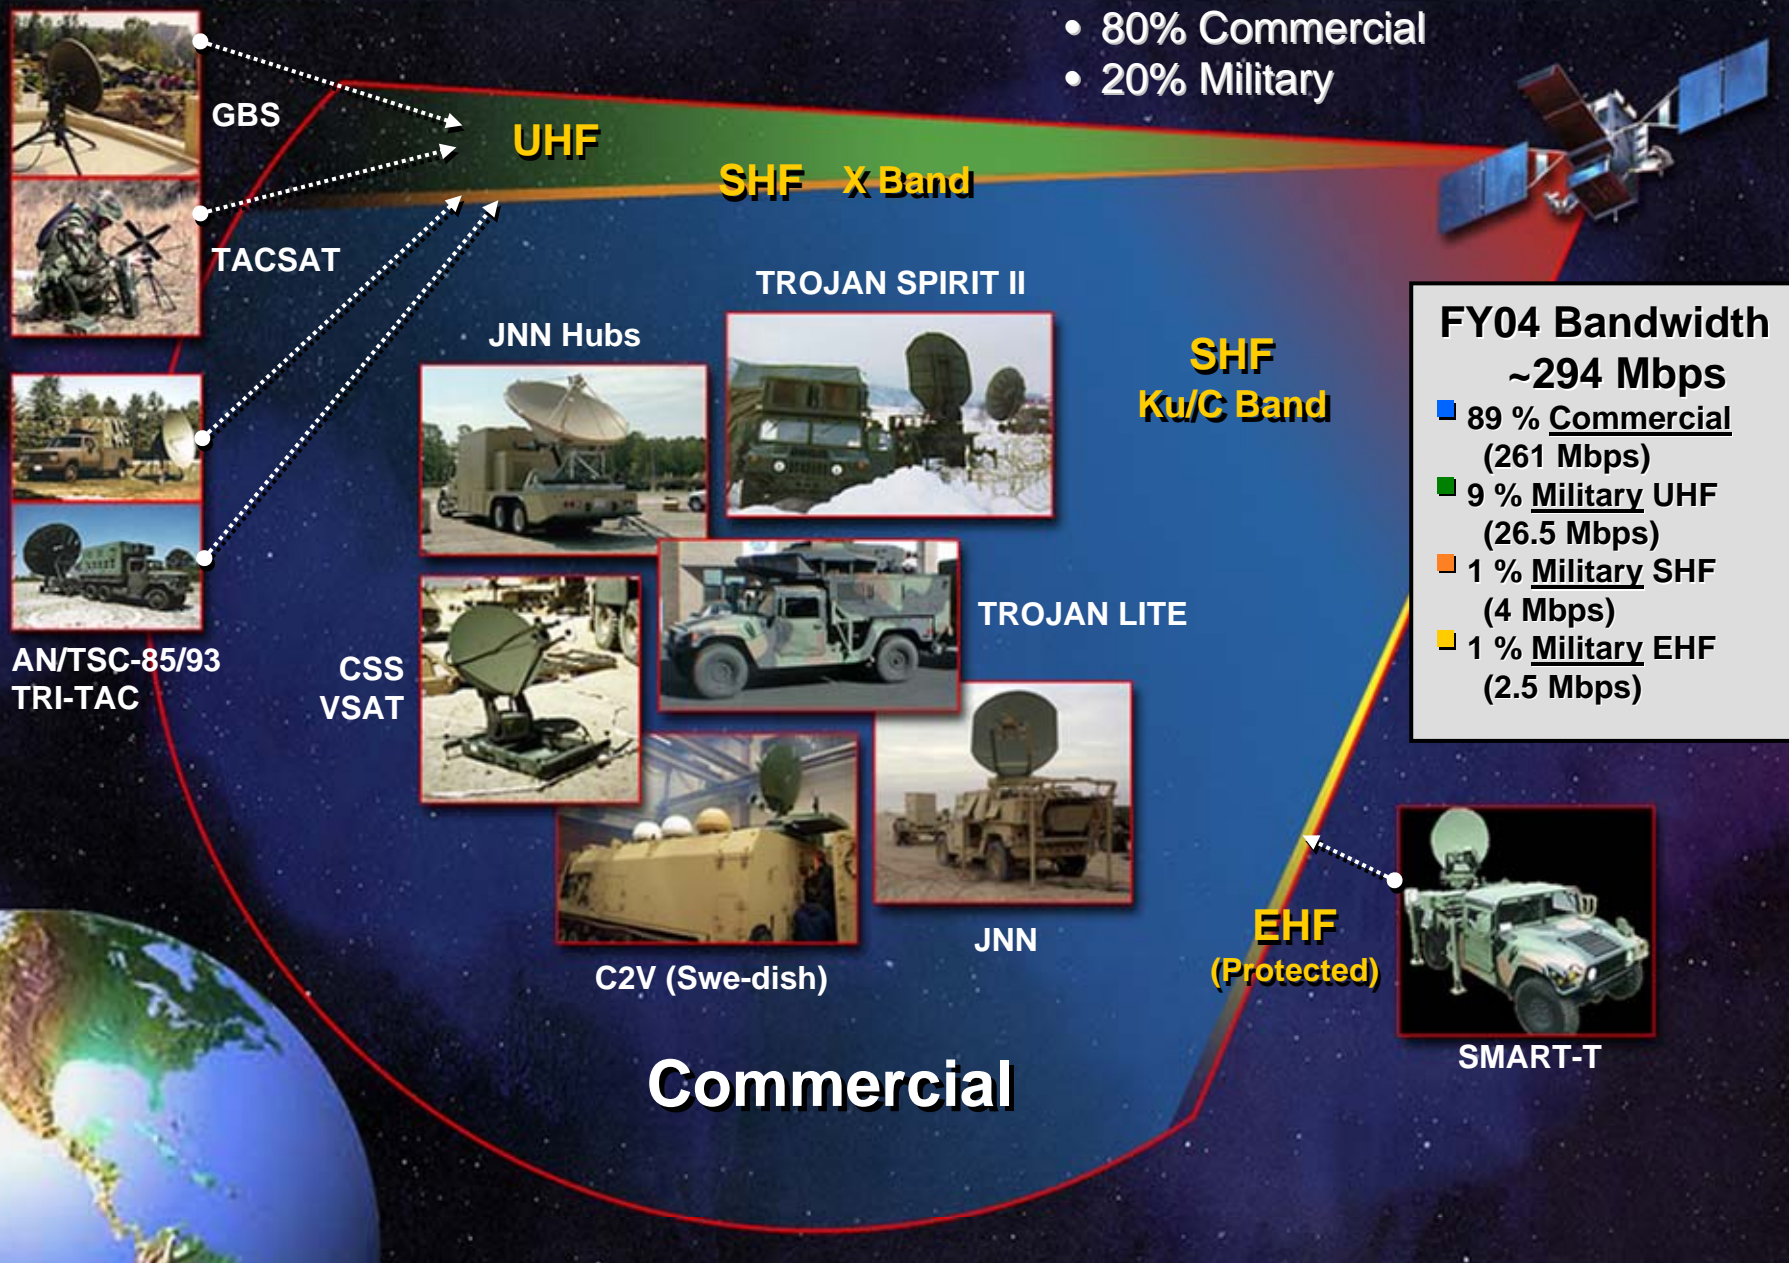 • 80% Commercial
• 20% Military
GBS
UHF
SHF X Band
TACSAT
TROJAN SPIRIT II
JNN Hubs
SHF
Ku/C Band
FY04 Bandwidth
~294 Mbps
89 % Commercial
(261 Mbps)
9 % Military UHF
(26.5 Mbps)
1 % Military SHF
(4 Mbps)
1 % Military EHF
(2.5 Mbps)
TROJAN LITE
AN/TSC-85/93
TRI-TAC
CSS
VSAT
JNN
C2V (Swe-dish)
EHF
(Protected)
SMART-T
Commercial